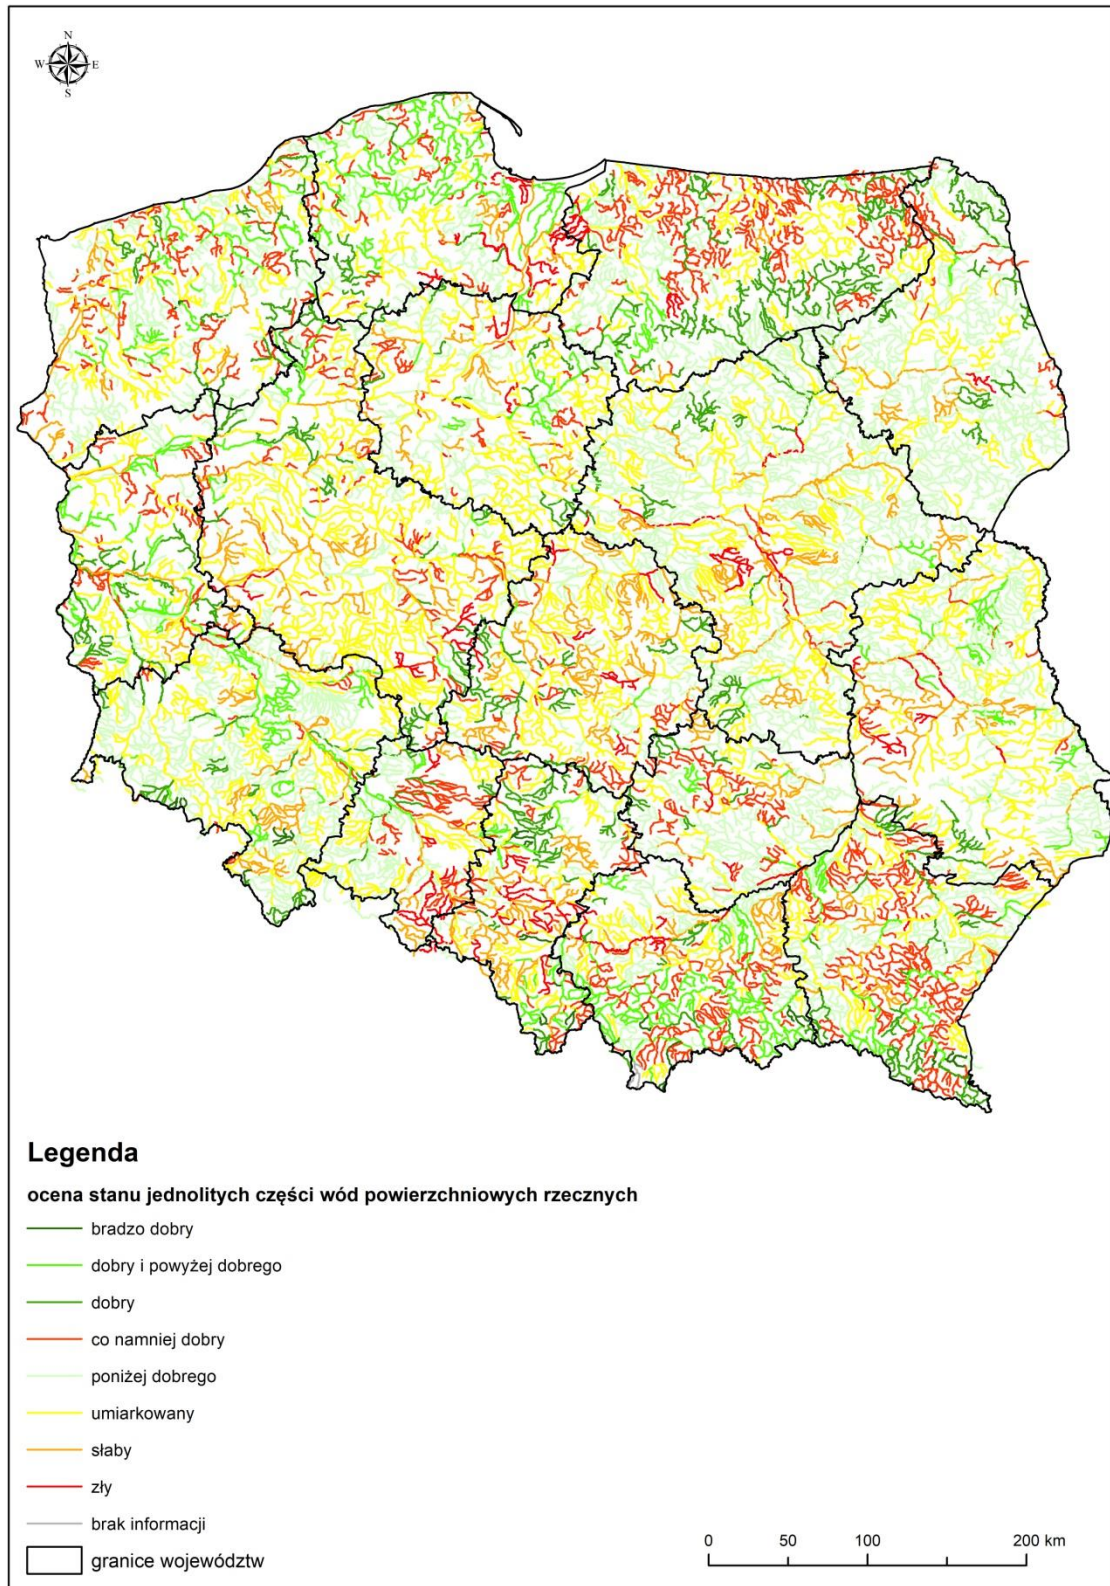 N
W E
S
Legenda
ocena stanu jednolitych części wód powierzchniowych rzecznych
bradzo dobry
dobry i powyżej dobrego
dobry
co namniej dobry
poniżej dobrego
umiarkowany
słaby
zły
brak informacji
granice województw
0 50 100 200 km